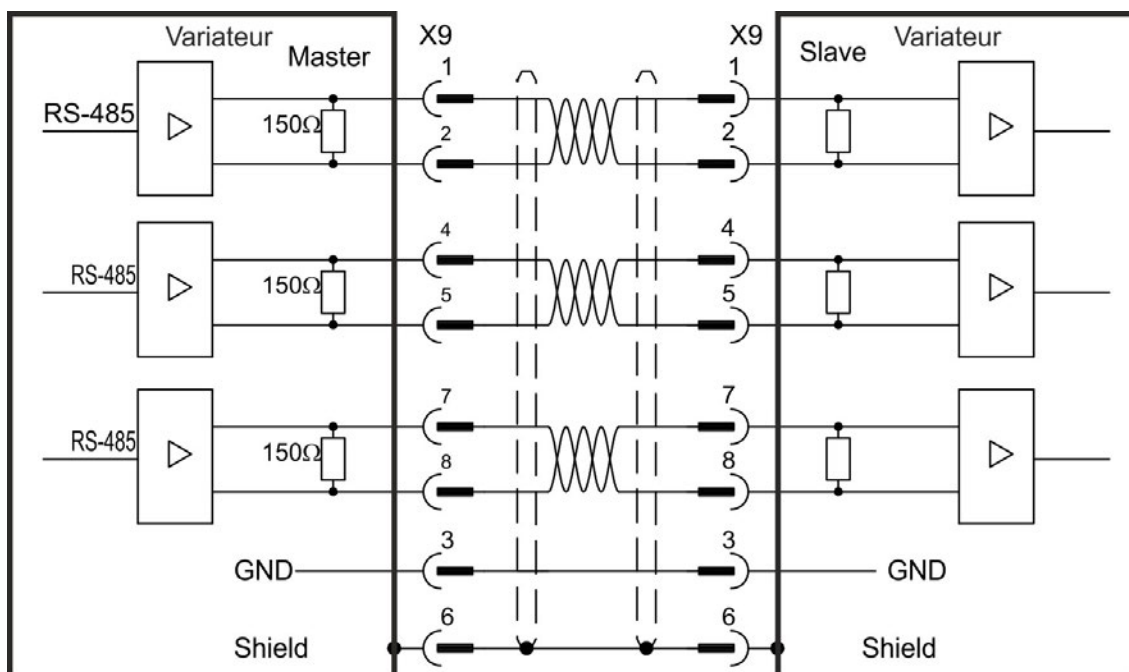 Variateur X9 X9 Variateur
Master Slave
1 1
RS-485 150Ω
2 2
4 4
RS-485 150Ω
5 5
7 7
RS-485 150Ω
8 8
3 3
GND GND
6 6
Shield Shield